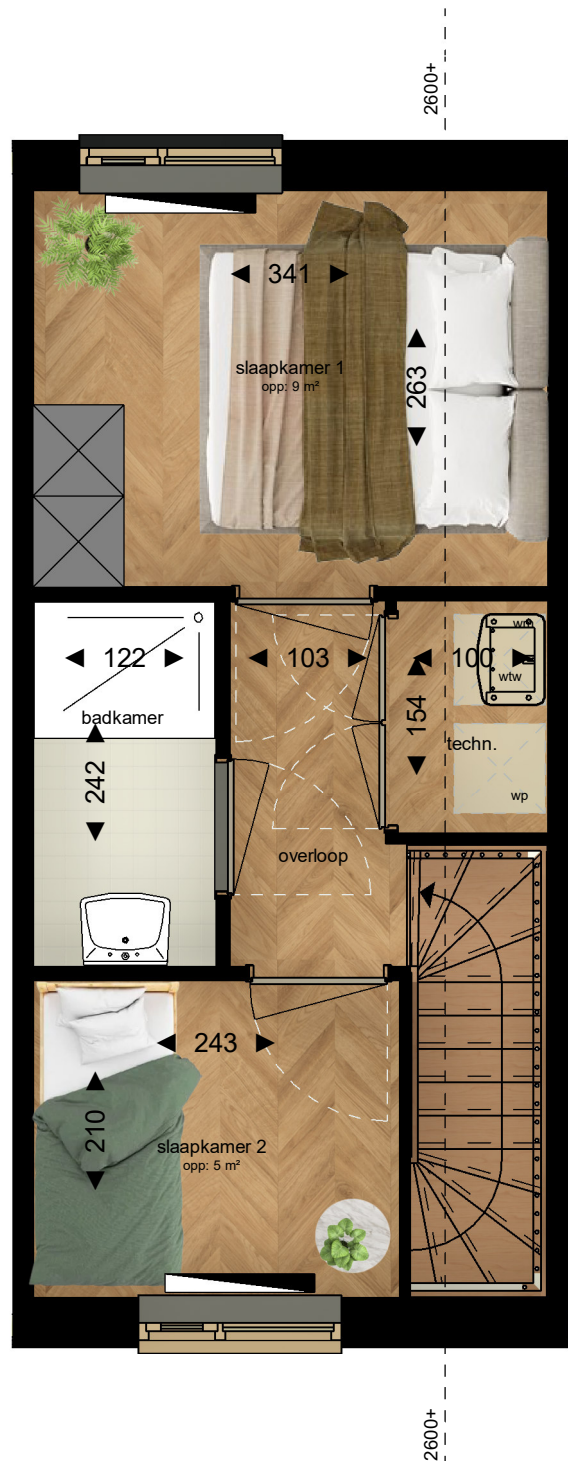 2600+
341
slaapkamer 1
opp: 9 m²
263
122
103
100
wtw
154
badkamer
techn.
242
wp
overloop
243
210
slaapkamer 2
opp: 5 m²
2600+